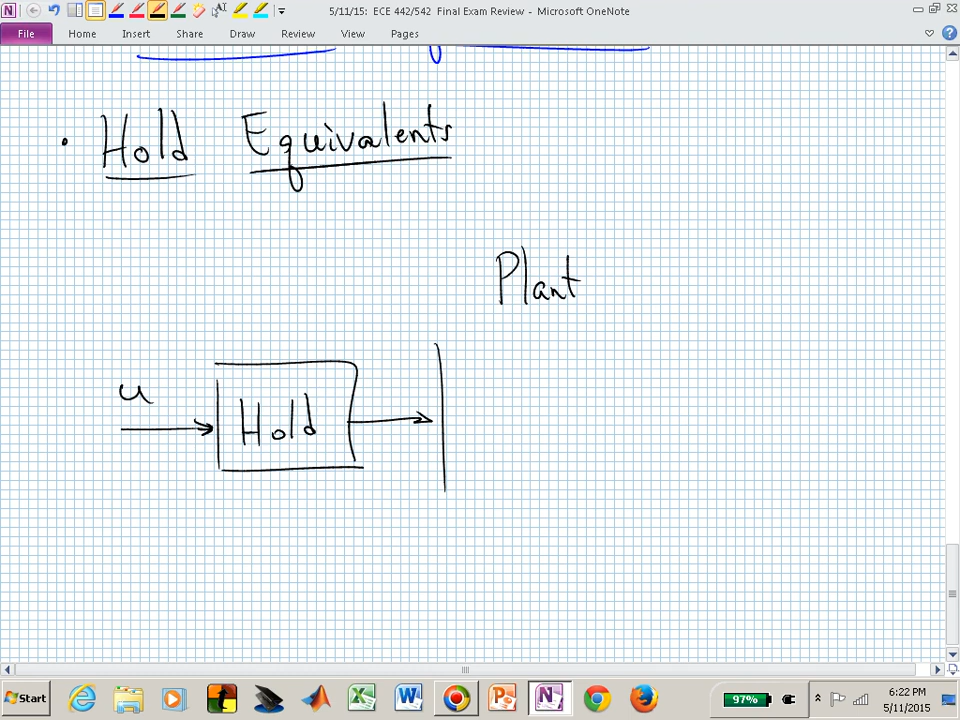 5/11/15: ECE 442/542 Final Exam Review - Microsoft OneNote
File Home Insert Share Draw Review View Pages
• Hold Equivalents
Plant
u
Hold
Start
97%
6:22 PM
5/11/2015